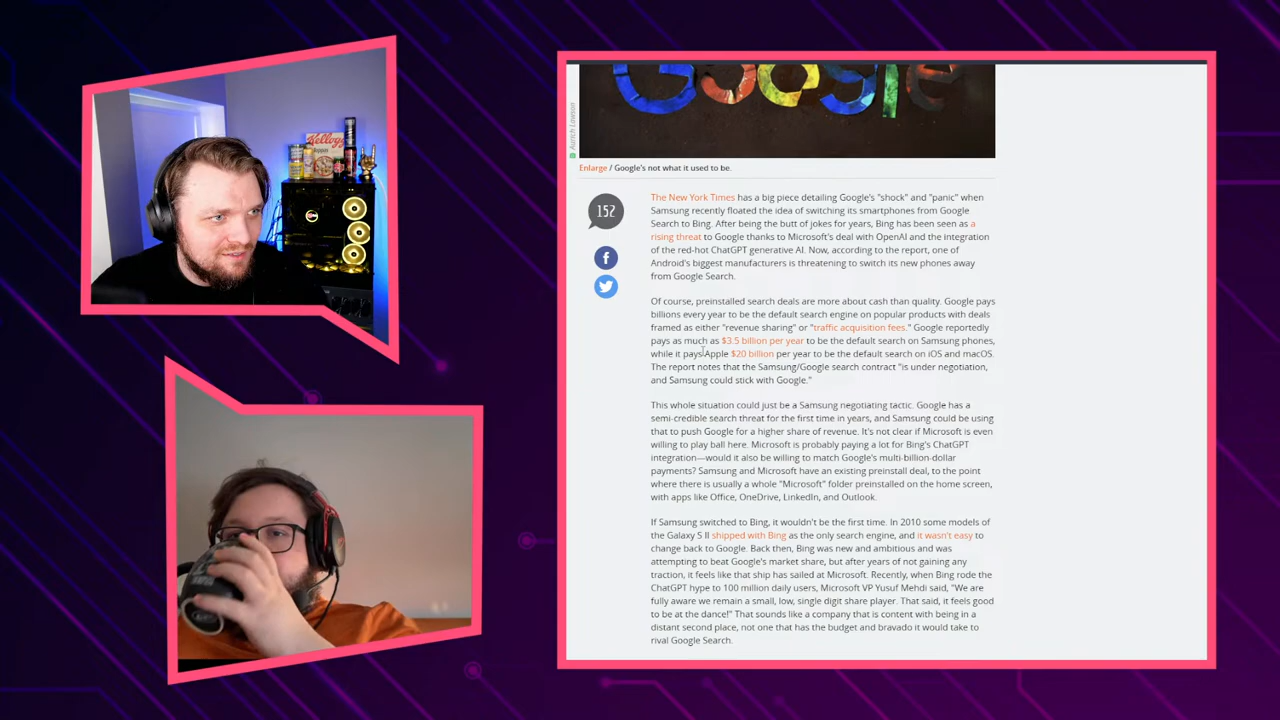 Kellogg's
Google
Aurich Lawson
Enlarge / Google's not what it used to be.
152
The New York Times has a big piece detailing Google's "shock" and "panic" when
Samsung recently floated the idea of switching its smartphones from Google
Search to Bing. After being the butt of jokes for years, Bing has been seen as a
rising threat to Google thanks to Microsoft's deal with OpenAI and the integration
of the red-hot ChatGPT generative AI. Now, according to the report, one of
Android's biggest manufacturers is threatening to switch its new phones away
from Google Search.
Of course, preinstalled search deals are more about cash than quality. Google pays
billions every year to be the default search engine on popular products with deals
framed as either "revenue sharing" or "traffic acquisition fees." Google reportedly
pays as much as $3.5 billion per year to be the default search on Samsung phones,
while it pays Apple $20 billion per year to be the default search on iOS and macOS.
The report notes that the Samsung/Google search contract "is under negotiation,
and Samsung could stick with Google."
This whole situation could just be a Samsung negotiating tactic. Google has a
semi-credible search threat for the first time in years, and Samsung could be using
that to push Google for a higher share of revenue. It's not clear if Microsoft is even
willing to play ball here. Microsoft is probably paying a lot for Bing's ChatGPT
integration—would it also be willing to match Google's multi-billion-dollar
payments? Samsung and Microsoft have an existing preinstall deal, to the point
where there is usually a whole "Microsoft" folder preinstalled on the home screen,
with apps like Office, OneDrive, LinkedIn, and Outlook.
If Samsung switched to Bing, it wouldn't be the first time. In 2010 some models of
the Galaxy S II shipped with Bing as the only search engine, and it wasn't easy to
change back to Google. Back then, Bing was new and ambitious and was
attempting to beat Google's market share, but after years of not gaining any
traction, it feels like that ship has sailed at Microsoft. Recently, when Bing rode the
ChatGPT hype to 100 million daily users, Microsoft VP Yusuf Mehdi said, "We are
fully aware we remain a small, low, single digit share player. That said, it feels good
to be at the dance!" That sounds like a company that is content with being in a
distant second place, not one that has the budget and bravado it would take to
rival Google Search.